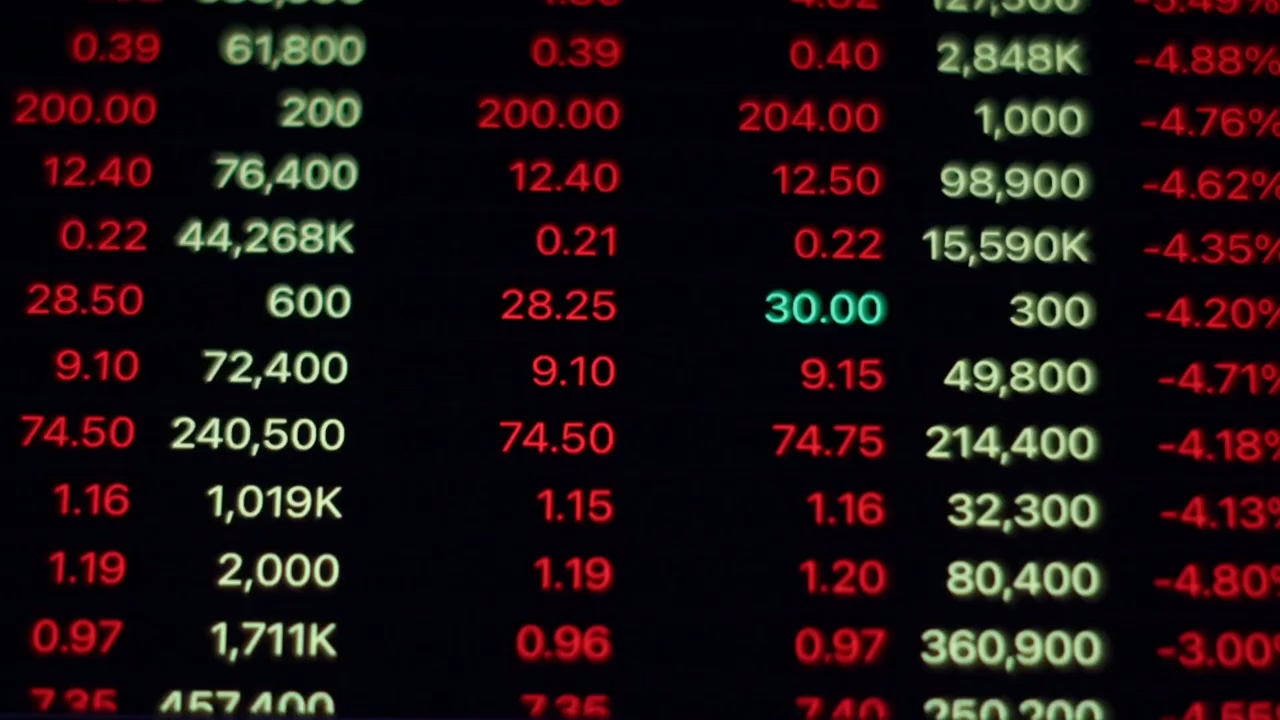 0.39 61,800 0.39 0.40 2,848K -4.88%
200.00 200 200.00 204.00 1,000 -4.76%
12.40 76,400 12.40 12.50 98,900 -4.62%
0.22 44,268K 0.21 0.22 15,590K -4.35%
28.50 600 28.25 30.00 300 -4.20%
9.10 72,400 9.10 9.15 49,800 -4.71%
74.50 240,500 74.50 74.75 214,400 -4.18%
1.16 1,019K 1.15 1.16 32,300 -4.13%
1.19 2,000 1.19 1.20 80,400 -4.80%
0.97 1,711K 0.96 0.97 360,900 -3.00%
7.35 457,400 7.35 7.40 250,200